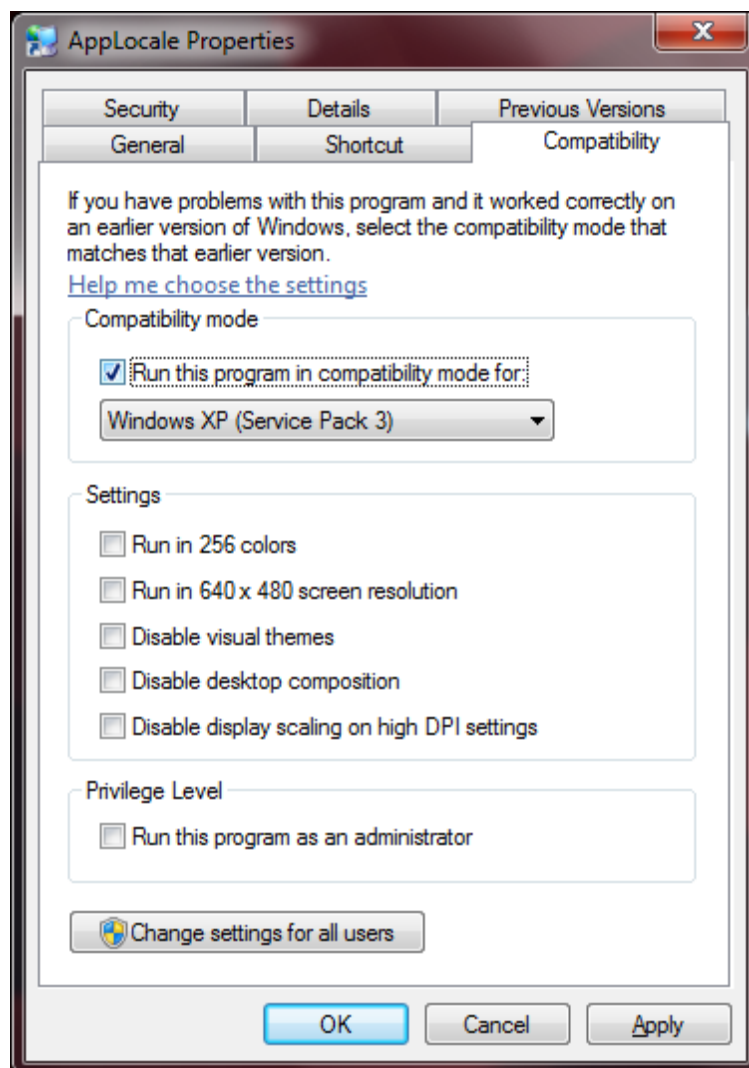 AppLocale Properties
Security Details Previous Versions
General Shortcut Compatibility
If you have problems with this program and it worked correctly on
an earlier version of Windows, select the compatibility mode that
matches that earlier version.
Help me choose the settings
Compatibility mode
Run this program in compatibility mode for:
Windows XP (Service Pack 3)
Settings
Run in 256 colors
Run in 640 x 480 screen resolution
Disable visual themes
Disable desktop composition
Disable display scaling on high DPI settings
Privilege Level
Run this program as an administrator
Change settings for all users
OK Cancel Apply